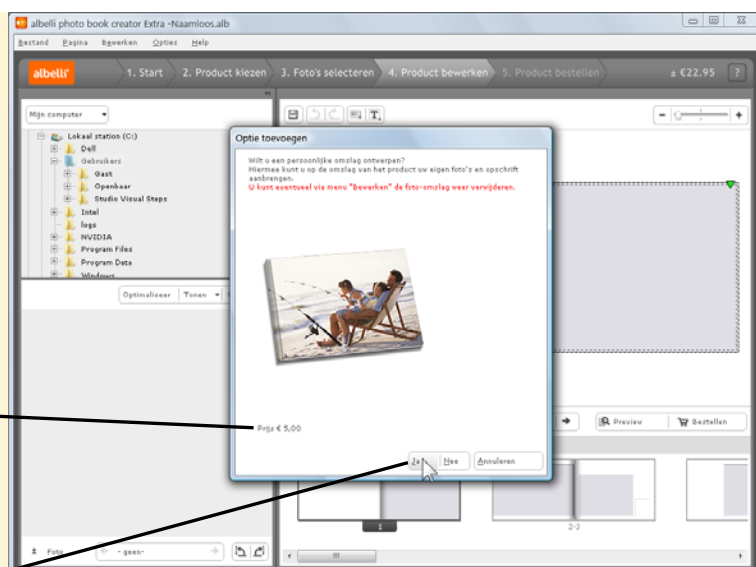 albelli photo book creator Extra -Naamloos.alb
Bestand Pagina Bewerken Opties Help
albelli 1. Start 2. Product kiezen 3. Foto's selecteren 4. Product bewerken 5. Product bestellen ± €22.95 ?
Mijn computer
Lokaal station (C:)
Dell
Gebruikers
Gast
Openbaar
Studio Visual Steps
Intel
logs
NVIDIA
Program Files
Program Data
Windows
Optimaliseer Tonen
Optie toevoegen
Wilt u een persoonlijke omslag ontwerpen?
Hiermee kunt u op de omslag van het product uw eigen foto's en opschrift
aanbrengen.
U kunt eventueel via menu "Bewerken" de foto-omslag weer verwijderen.
Prijs € 5,00
Ja Nee Annuleren
Preview Bestellen
1
2-3
Foto - geen-